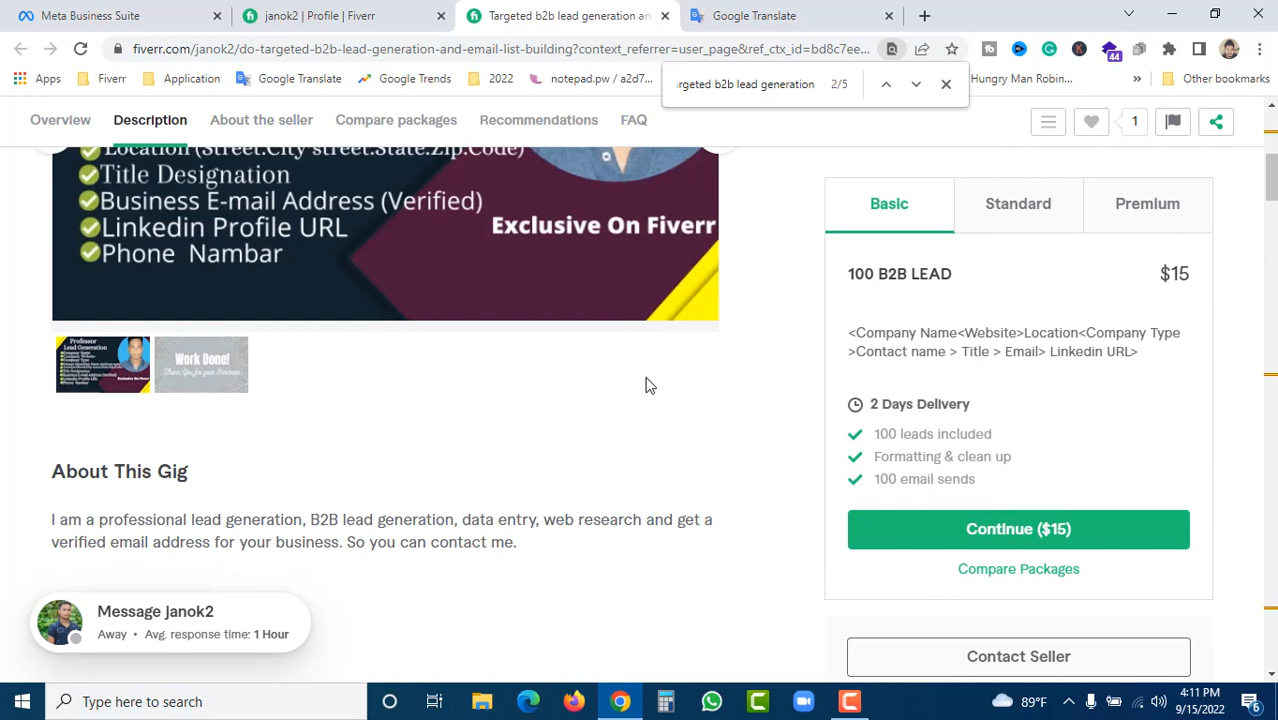 Meta Business Suite
janok2 | Profile | Fiverr
Targeted b2b lead generation an
Google Translate
fiverr.com/janok2/do-targeted-b2b-lead-generation-and-email-list-building?context_referrer=user_page&ref_ctx_id=bd8c7ee...
44
Apps
Fiverr
Application
Google Translate
Google Trends
2022
notepad.pw / a2d7...
Hungry Man Robin...
»
Other bookmarks
argeted b2b lead generation
2/5
Overview
Description
About the seller
Compare packages
Recommendations
FAQ
1
Location (Street.City street.State.Zip.Code)
Title Designation
Business E-mail Address (Verified)
Linkedin Profile URL
Phone Nambar
Exclusive On Fiverr
Professor
Lead Generation
Work Done!
About This Gig
I am a professional lead generation, B2B lead generation, data entry, web research and get a
verified email address for your business. So you can contact me.
Message janok2
Away • Avg. response time: 1 Hour
Basic
Standard
Premium
100 B2B LEAD
$15
<Company Name<Website>Location<Company Type
>Contact name > Title > Email> Linkedin URL>
2 Days Delivery
100 leads included
Formatting & clean up
100 email sends
Continue ($15)
Compare Packages
Contact Seller
Type here to search
89°F
4:11 PM
9/15/2022
6